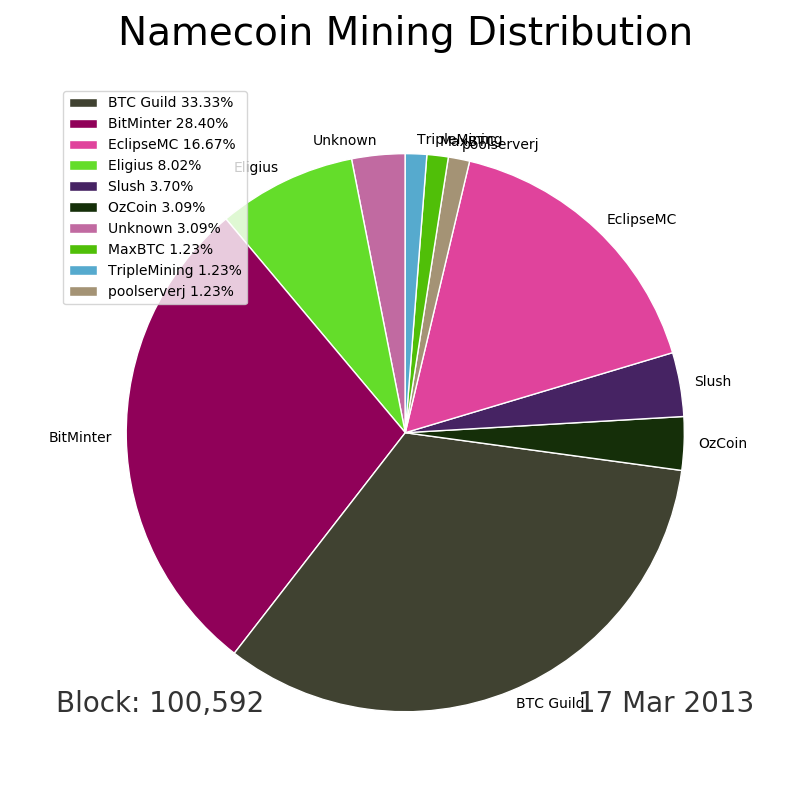 Namecoin Mining Distribution
BTC Guild 33.33%
BitMinter 28.40%
EclipseMC 16.67%
Eligius 8.02%
Slush 3.70%
OzCoin 3.09%
Unknown 3.09%
MaxBTC 1.23%
TripleMining 1.23%
poolserverj 1.23%
Unknown
TripleMining
MaxBTC
poolserverj
Eligius
EclipseMC
Slush
BitMinter
OzCoin
BTC Guild
Block: 100,592
17 Mar 2013